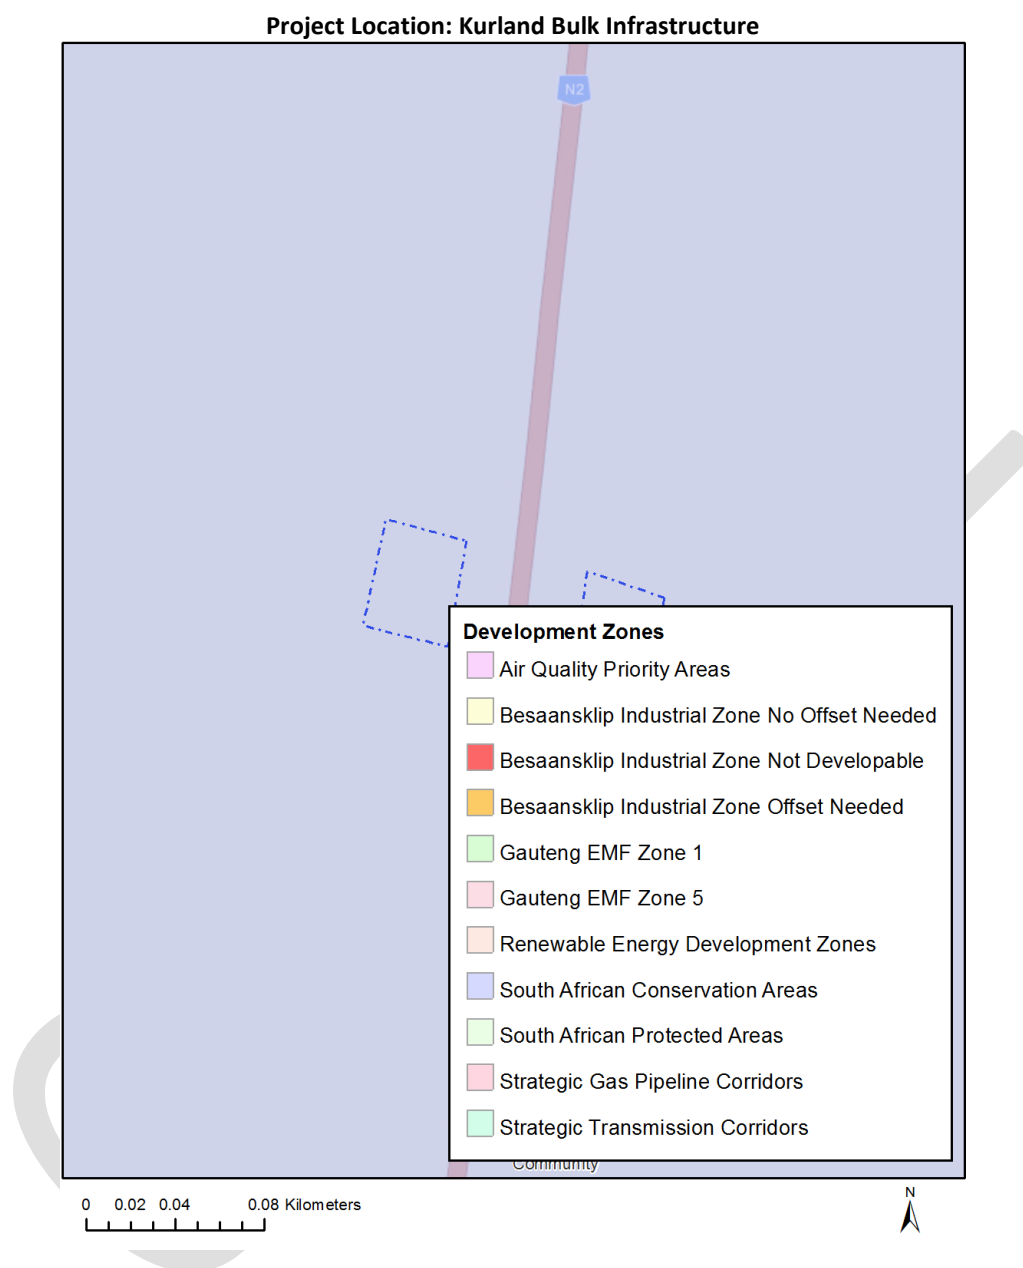 Project Location: Kurland Bulk Infrastructure
N2
Development Zones
Air Quality Priority Areas
Besaansklip Industrial Zone No Offset Needed
Besaansklip Industrial Zone Not Developable
Besaansklip Industrial Zone Offset Needed
Gauteng EMF Zone 1
Gauteng EMF Zone 5
Renewable Energy Development Zones
South African Conservation Areas
South African Protected Areas
Strategic Gas Pipeline Corridors
Strategic Transmission Corridors
Community
0 0.02 0.04 0.08 Kilometers
N